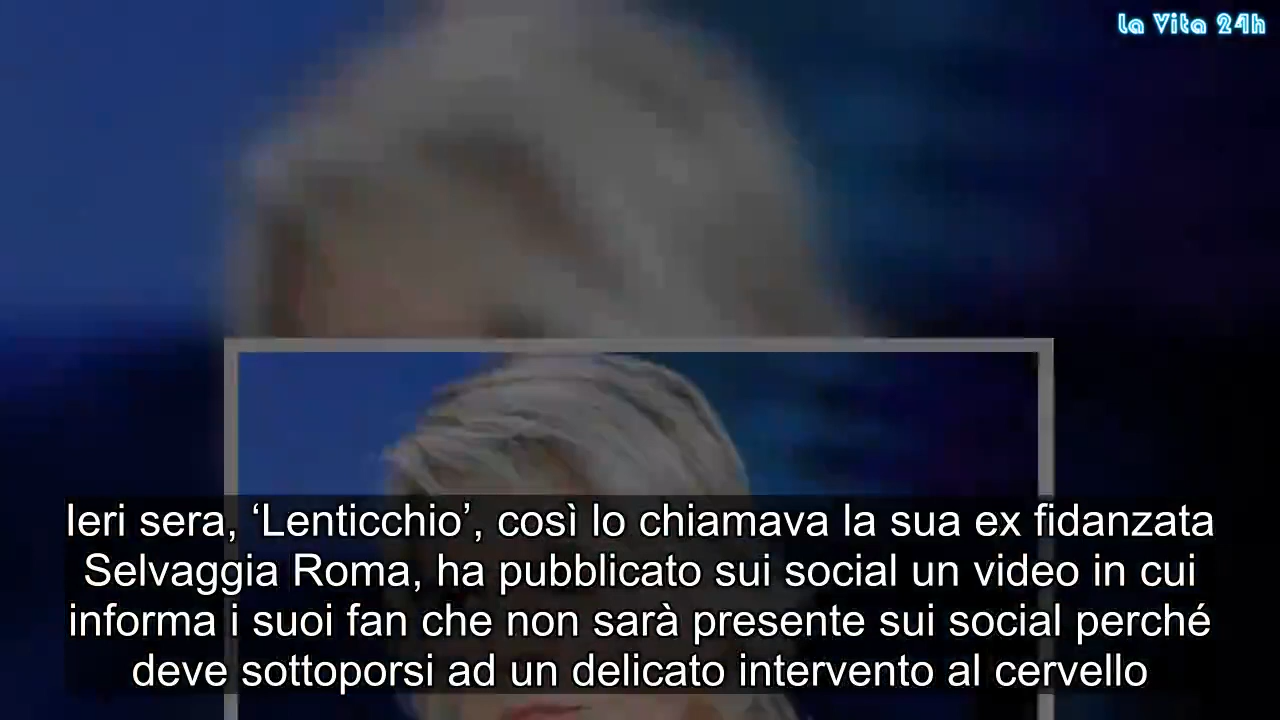 La Vita 24h
Ieri sera, ‘Lenticchio’, così lo chiamava la sua ex fidanzata
Selvaggia Roma, ha pubblicato sui social un video in cui
informa i suoi fan che non sarà presente sui social perché
deve sottoporsi ad un delicato intervento al cervello